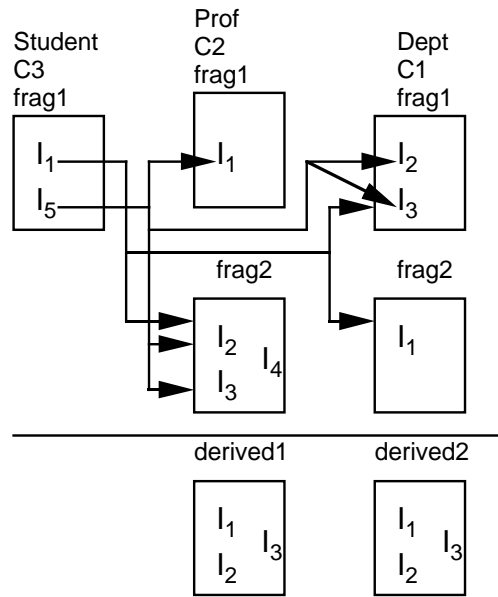 Student
C3
frag1
I1
I5
Prof
C2
frag1
I1
Dept
C1
frag1
I2
I3
frag2
I2
I3
I4
frag2
I1
derived1
I1
I2
I3
derived2
I1
I2
I3